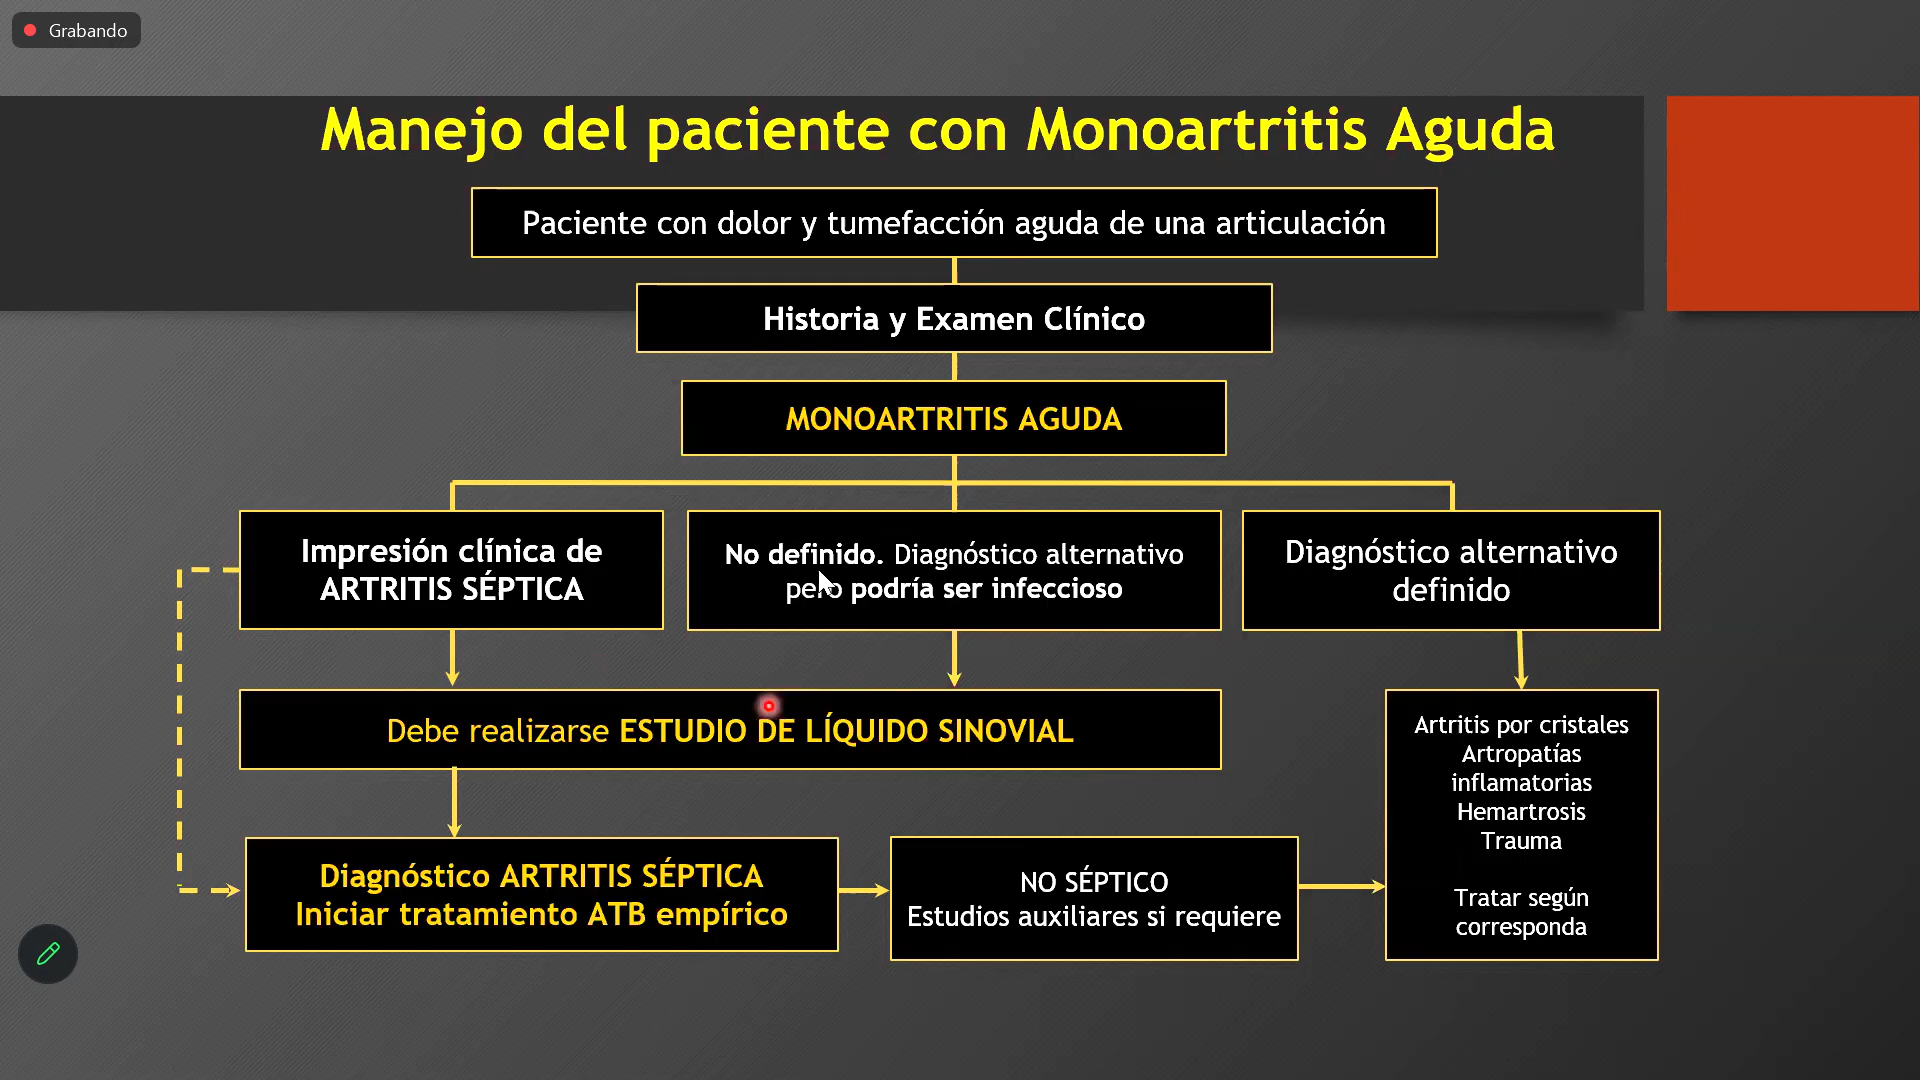 Grabando
Manejo del paciente con Monoartritis Aguda
Paciente con dolor y tumefacción aguda de una articulación
Historia y Examen Clínico
MONOARTRITIS AGUDA
Impresión clínica de
ARTRITIS SÉPTICA
No definido. Diagnóstico alternativo
pero podría ser infeccioso
Diagnóstico alternativo
definido
Debe realizarse ESTUDIO DE LÍQUIDO SINOVIAL
Artritis por cristales
Artropatías
inflamatorias
Hemartrosis
Trauma
Tratar según
corresponda
Diagnóstico ARTRITIS SÉPTICA
Iniciar tratamiento ATB empírico
NO SÉPTICO
Estudios auxiliares si requiere